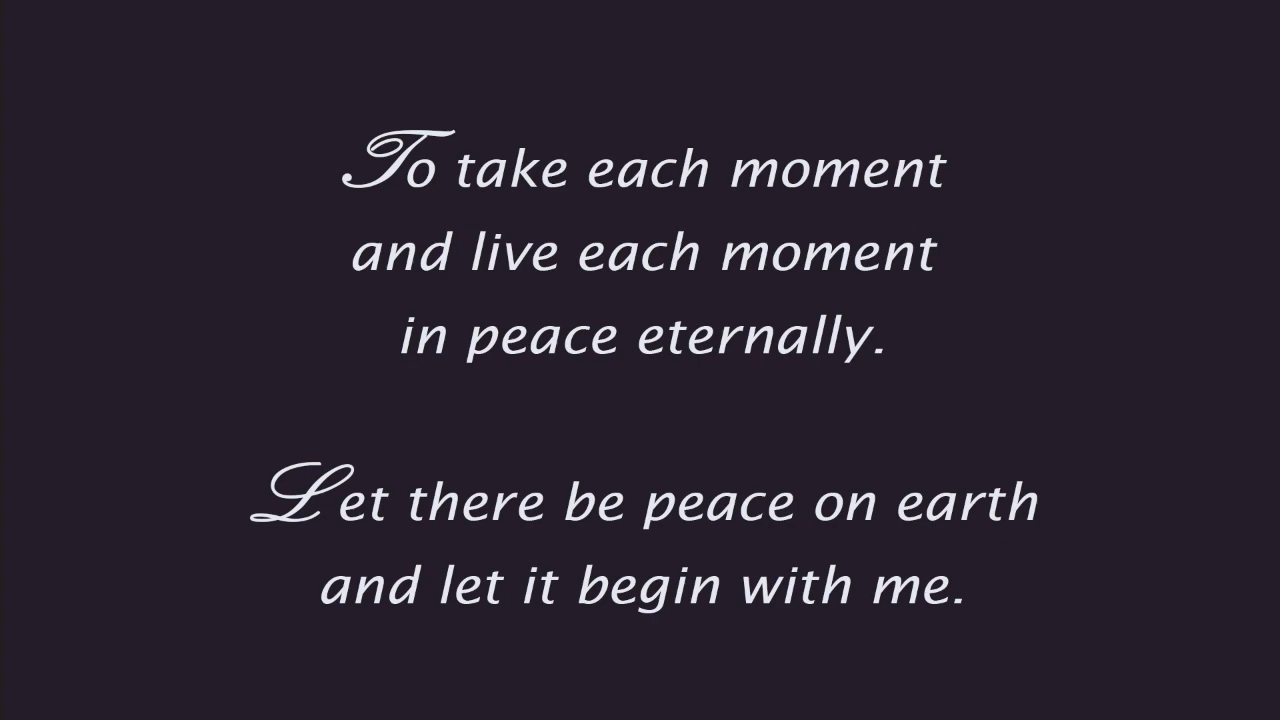 To take each moment
and live each moment
in peace eternally.
Let there be peace on earth
and let it begin with me.